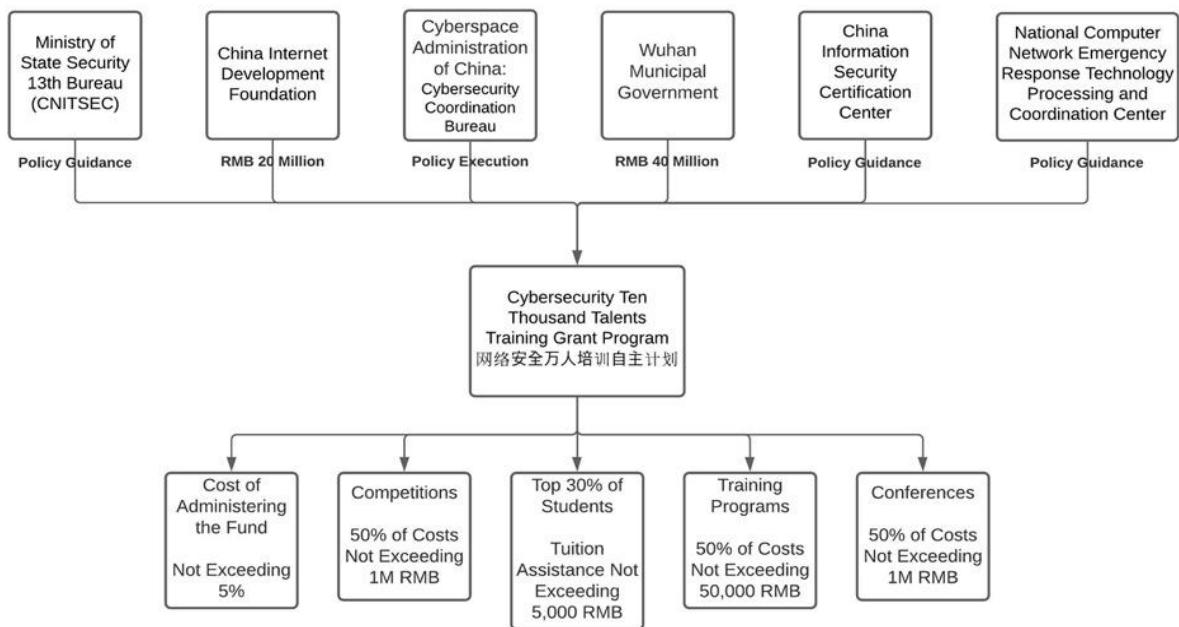 Ministry of
State Security
13th Bureau
(CNITSEC)
China Internet
Development
Foundation
Cyberspace
Administration
of China:
Cybersecurity
Coordination
Bureau
Wuhan
Municipal
Government
China
Information
Security
Certification
Center
National Computer
Network Emergency
Response Technology
Processing and
Coordination Center
Policy Guidance
RMB 20 Million
Policy Execution
RMB 40 Million
Policy Guidance
Policy Guidance
Cybersecurity Ten
Thousand Talents
Training Grant Program
网络安全万人培训自主计划
Cost of
Administering
the Fund
Not Exceeding
5%
Competitions
50% of Costs
Not Exceeding
1M RMB
Top 30% of
Students
Tuition
Assistance Not
Exceeding
5,000 RMB
Training
Programs
50% of Costs
Not Exceeding
50,000 RMB
Conferences
50% of Costs
Not Exceeding
1M RMB